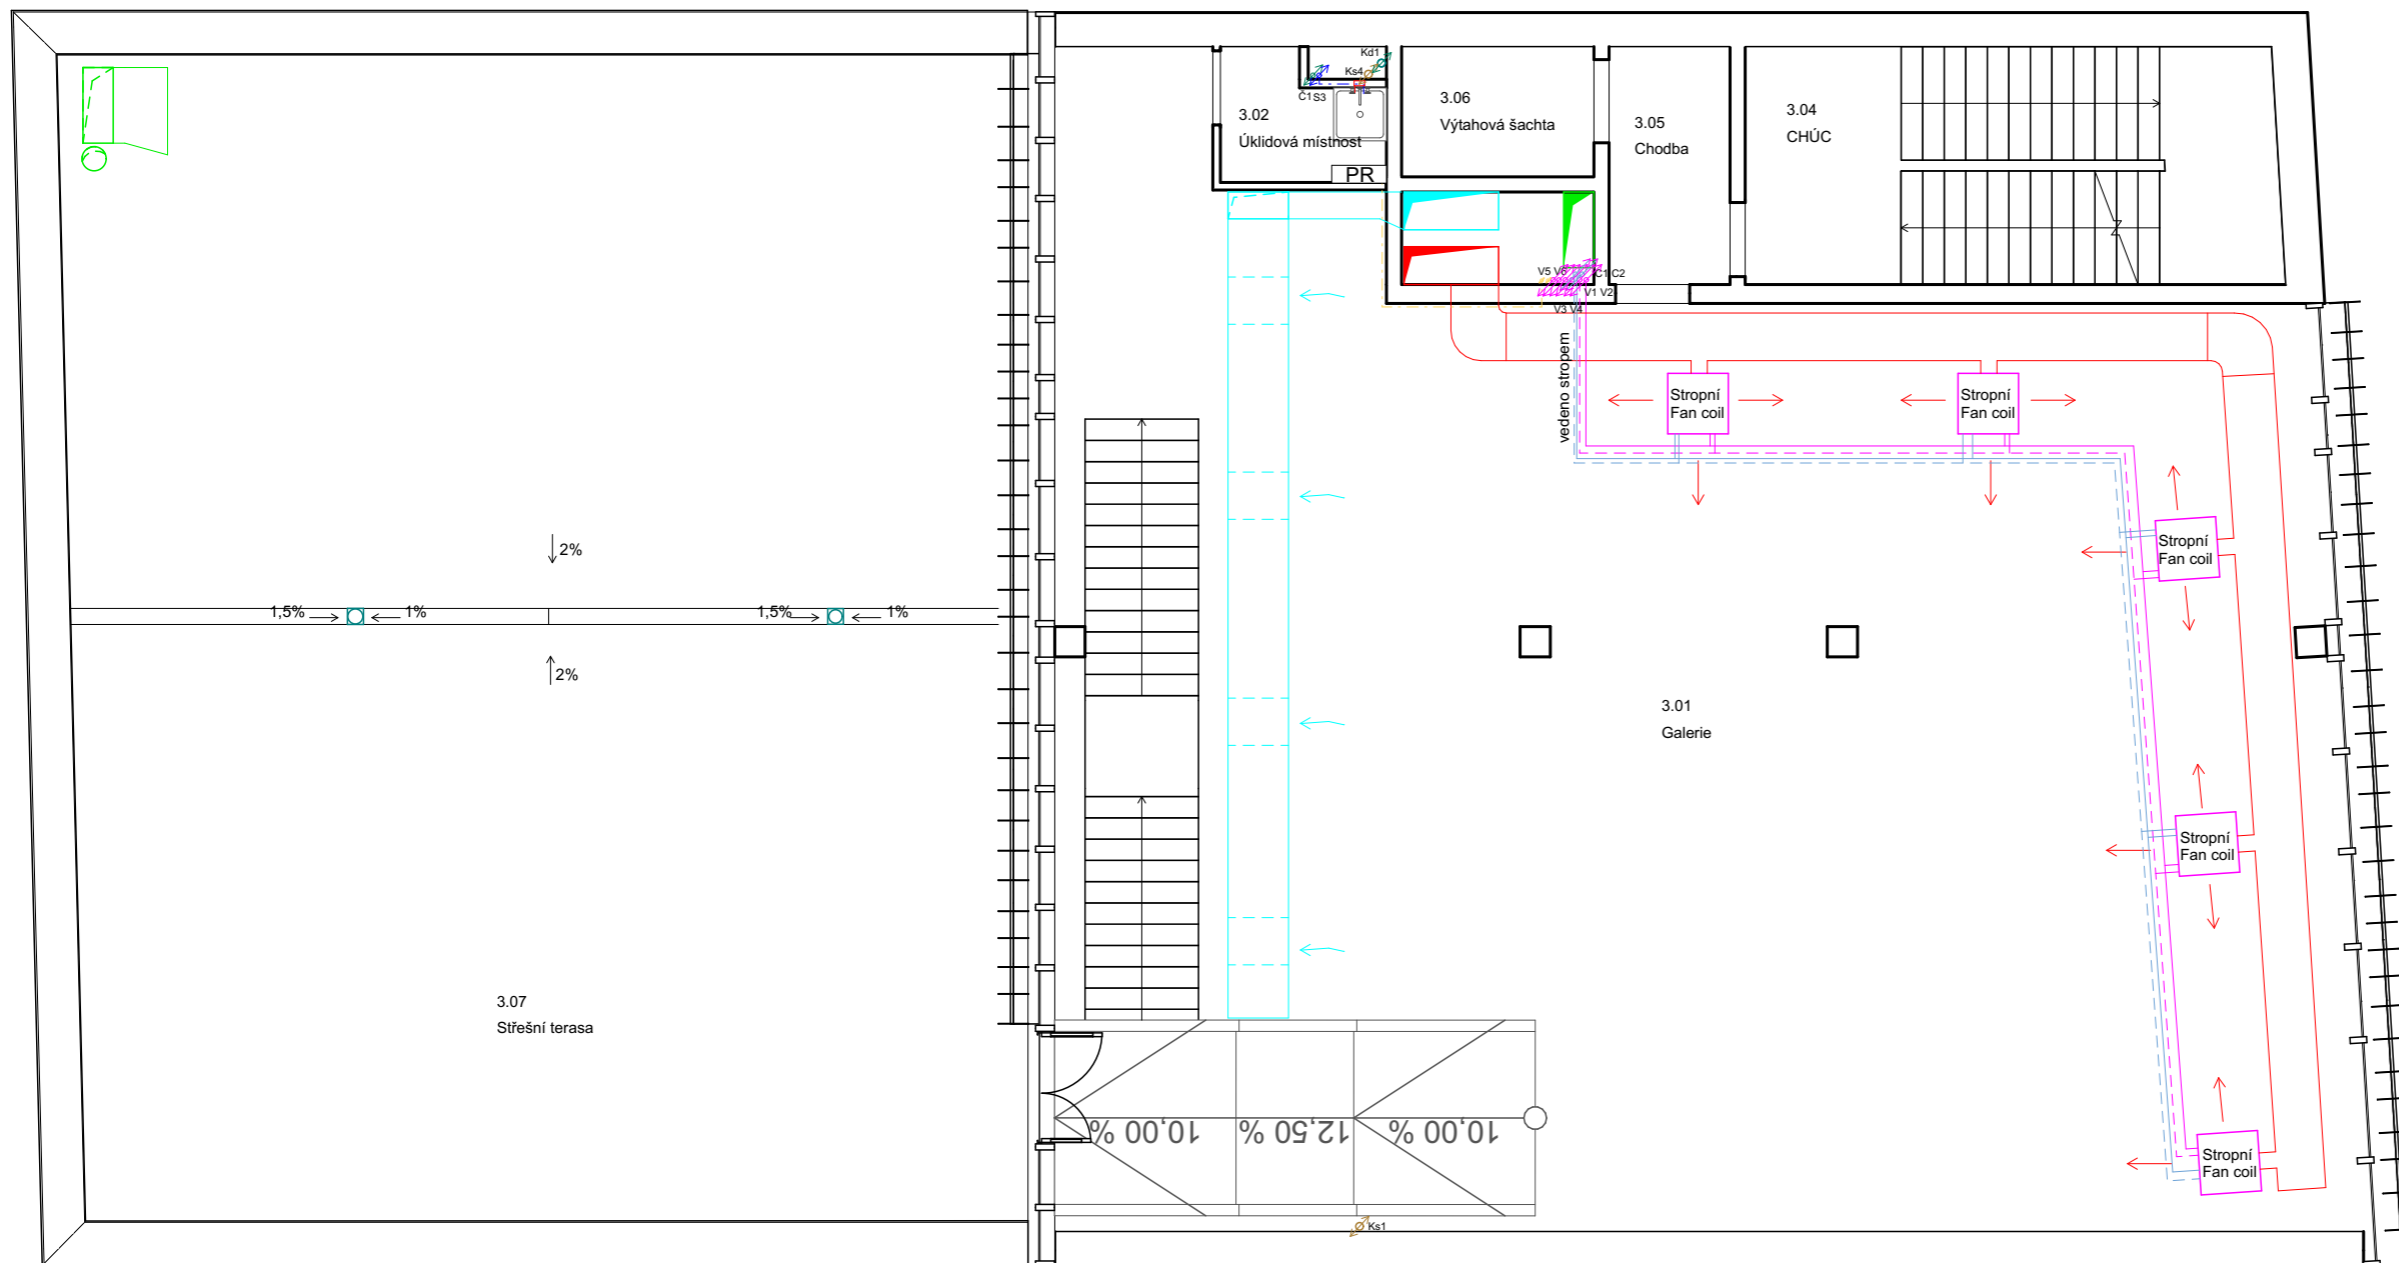 Kd1
Ks4
Č1 S3
3.02
Úklidová místnost
PR
3.06
Výtahová šachta
3.05
Chodba
3.04
CHÚC
V5 V6
C1 C2
V1 V2
V3 V4
vedeno stropem
Stropní
Fan coil
Stropní
Fan coil
Stropní
Fan coil
2%
1,5%
1%
1,5%
1%
2%
3.01
Galerie
Stropní
Fan coil
3.07
Střešní terasa
10,00 %
12,50 %
10,00 %
Stropní
Fan coil
Ks1